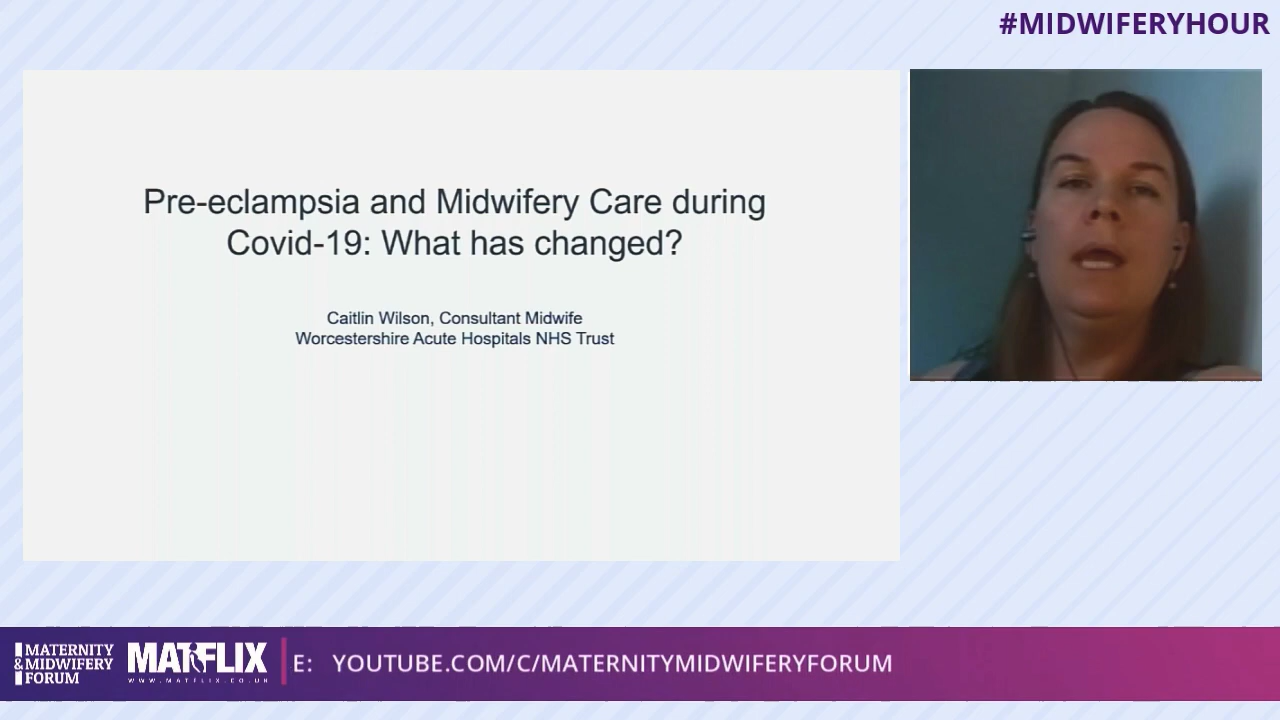 #MIDWIFERYHOUR
Pre-eclampsia and Midwifery Care during
Covid-19: What has changed?
Caitlin Wilson, Consultant Midwife
Worcestershire Acute Hospitals NHS Trust
MATERNITY
& MIDWIFERY
FORUM
MATFLIX
WWW.MATFLIX.CO.UK
E: YOUTUBE.COM/C/MATERNITYMIDWIFERYFORUM